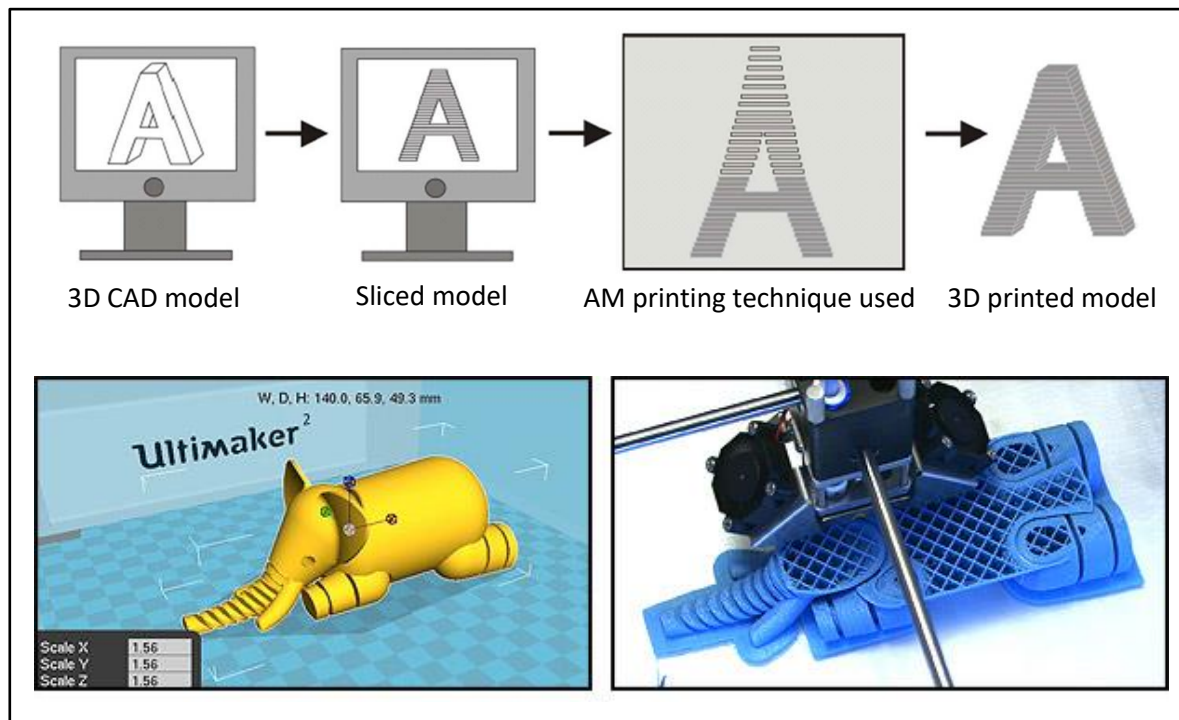 3D CAD model
Sliced model
AM printing technique used
3D printed model
W, D, H: 140.0, 65.9, 49.3 mm
Ultimaker²
Scale X 1.56
Scale Y 1.56
Scale Z 1.56